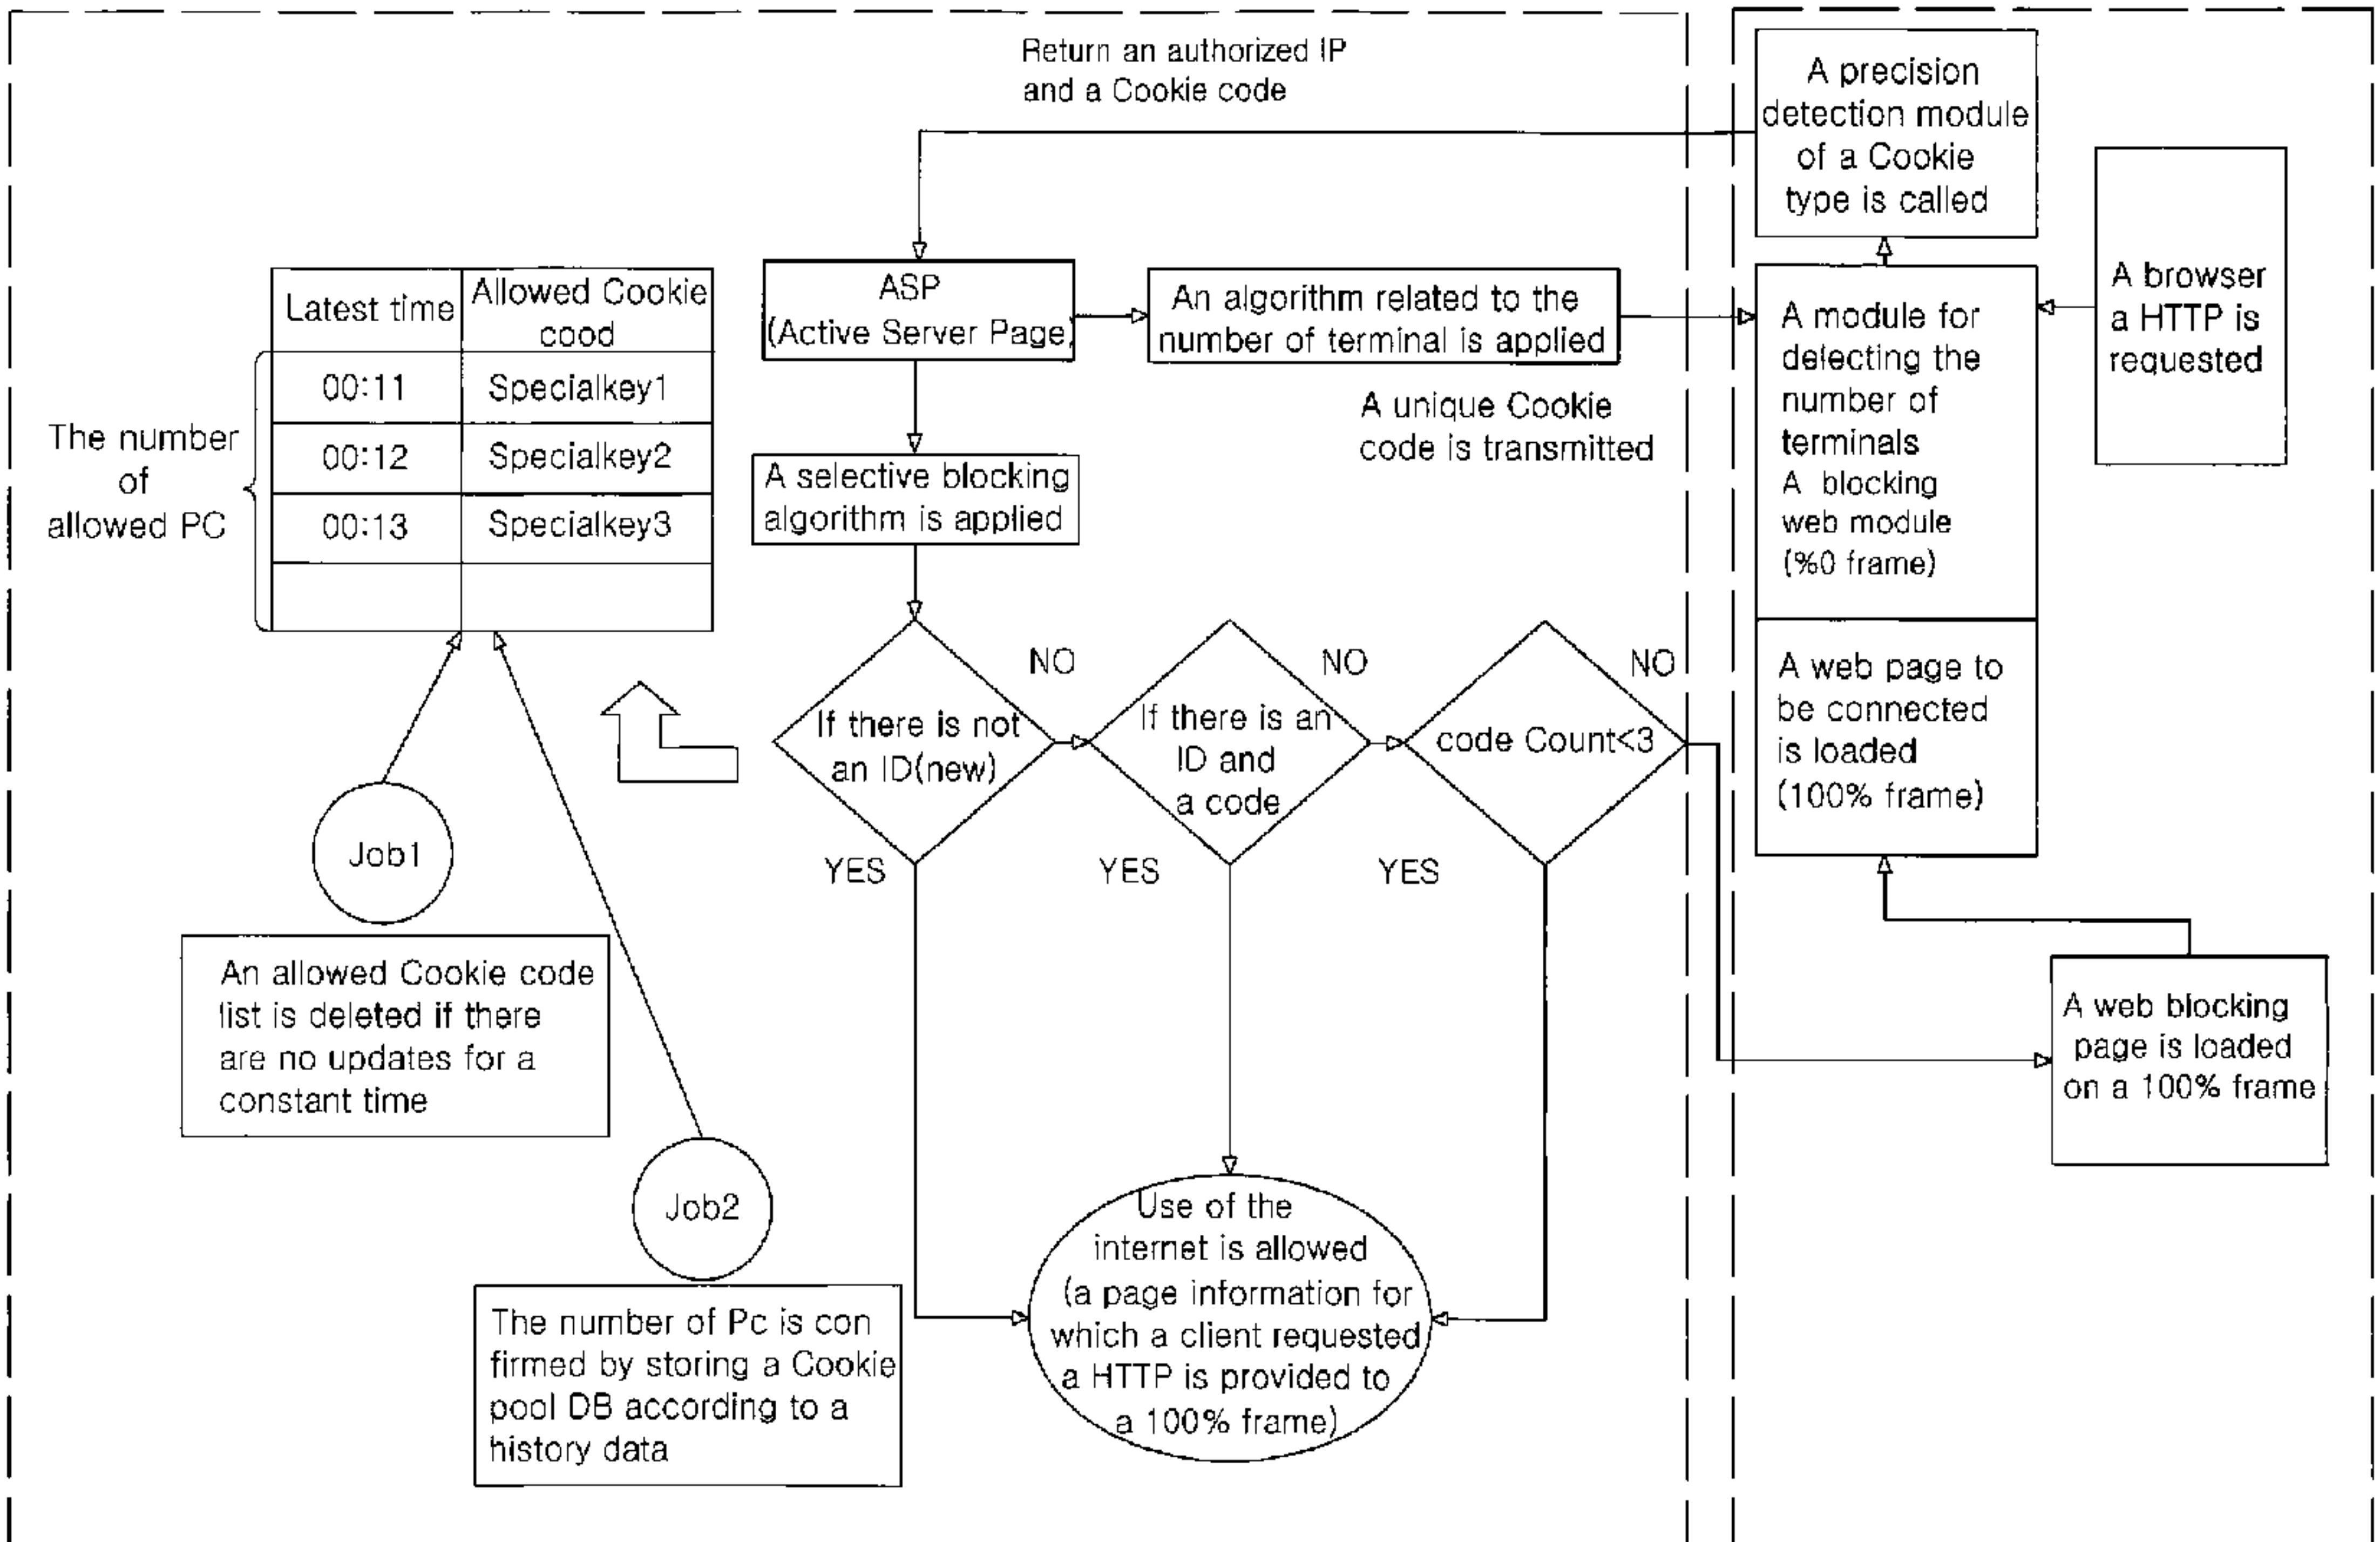 Return an authorized IP
and a Cookie code
A precision
detection module
of a Cookie
type is called
A browser
a HTTP is
requested
Latest time
Allowed Cookie
cood
00:11
Specialkey1
00:12
Specialkey2
00:13
Specialkey3
The number
of
allowed PC
ASP
(Active Server Page)
An algorithm related to the
number of terminal is applied
A unique Cookie
code is transmitted
A module for
delecting the
number of
terminals
A blocking
web module
(%0 frame)
A web page to
be connected
is loaded
(100% frame)
A selective blocking
algorithm is applied
If there is not
an ID(new)
NO
YES
If there is an
ID and
a code
NO
YES
code Count<3
NO
YES
Job1
An allowed Cookie code
list is deleted if there
are no updates for a
constant time
Job2
The number of Pc is con
firmed by storing a Cookie
pool DB according to a
history data
Use of the
internet is allowed
(a page information for
which a client requested
a HTTP is provided to
a 100% frame)
A web blocking
page is loaded
on a 100% frame